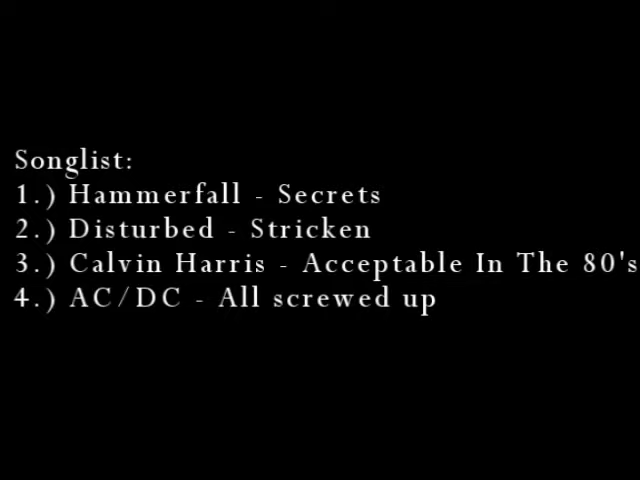 Songlist:
1.) Hammerfall - Secrets
2.) Disturbed - Stricken
3.) Calvin Harris - Acceptable In The 80's
4.) AC/DC - All screwed up